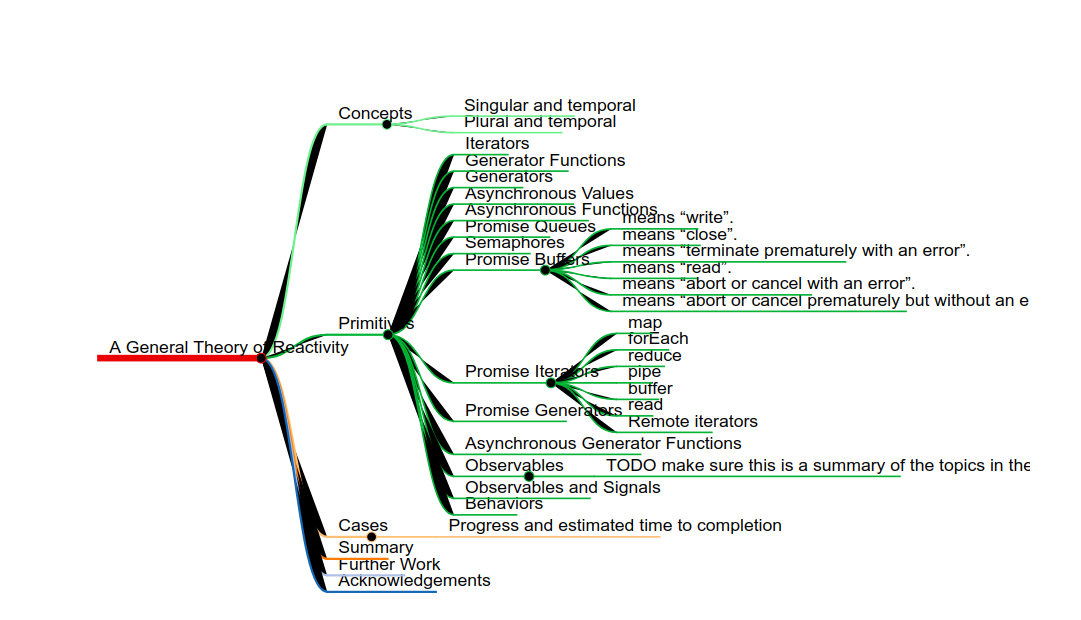 A General Theory of Reactivity
Concepts
Singular and temporal
Plural and temporal
Primitives
Iterators
Generator Functions
Generators
Asynchronous Values
Asynchronous Functions
Promise Queues
Semaphores
Promise Buffers
means “write”.
means “close”.
means “terminate prematurely with an error”.
means “read”.
means “abort or cancel with an error”.
means “abort or cancel prematurely but without an e
Promise Iterators
map
forEach
reduce
pipe
buffer
read
Remote iterators
Promise Generators
Asynchronous Generator Functions
Observables
TODO make sure this is a summary of the topics in the
Observables and Signals
Behaviors
Cases
Progress and estimated time to completion
Summary
Further Work
Acknowledgements